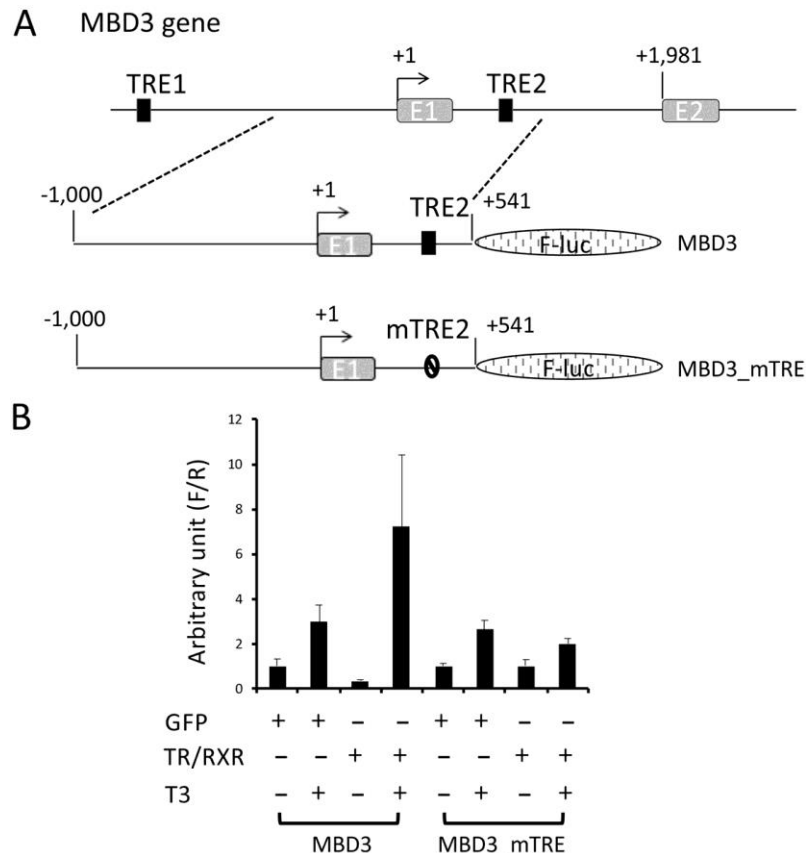 A MBD3 gene
+1 +1,981
TRE1 TRE2
E1 E2
-1,000 +1 TRE2 +541
E1 F-luc MBD3
-1,000 +1 mTRE2 +541
E1 F-luc MBD3_mTRE
B
Arbitrary unit (F/R)
12
10
8
6
4
2
0
GFP + + – – + + – –
TR/RXR – – + + – – + +
T3 – + – + – + – +
MBD3 MBD3 mTRE